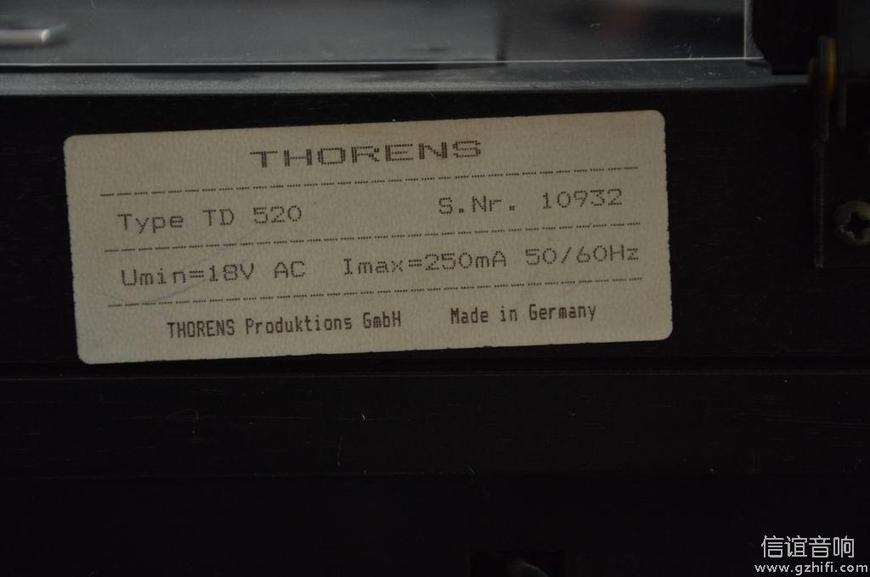 THORENS
Type TD 520 S.Nr. 10932
Umin=18V AC Imax=250mA 50/60Hz
THORENS Produktions GmbH Made in Germany
信谊音响
www.gzhifi.com